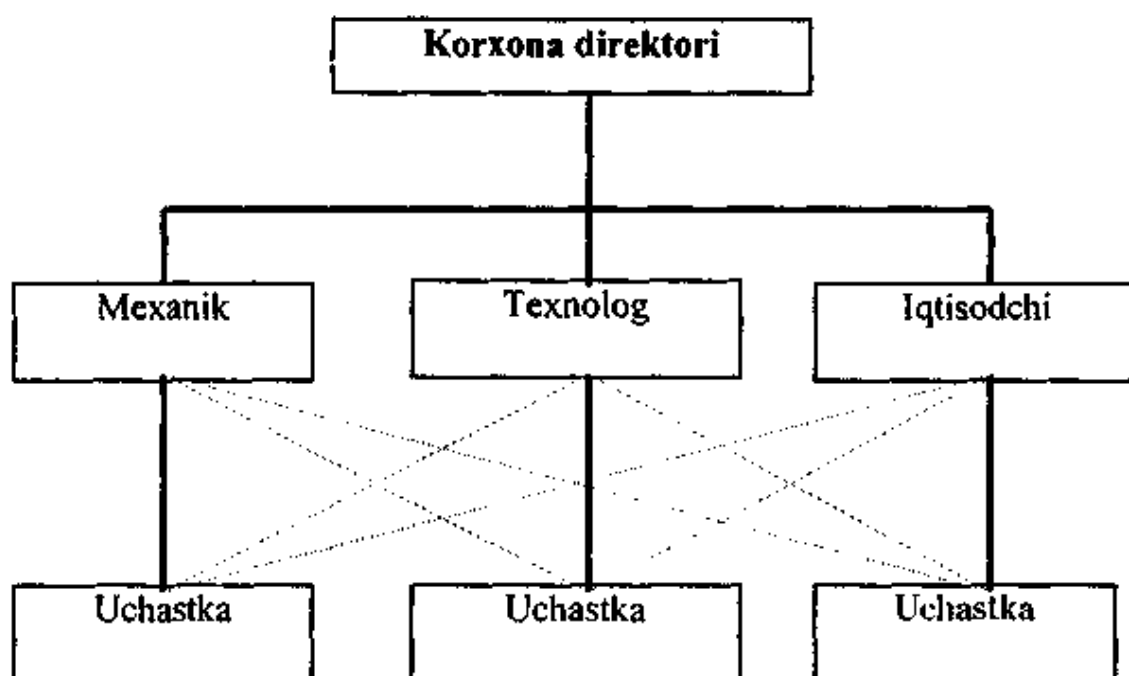 Korxona direktori
Mexanik
Texnolog
Iqtisodchi
Uchastka
Uchastka
Uchastka